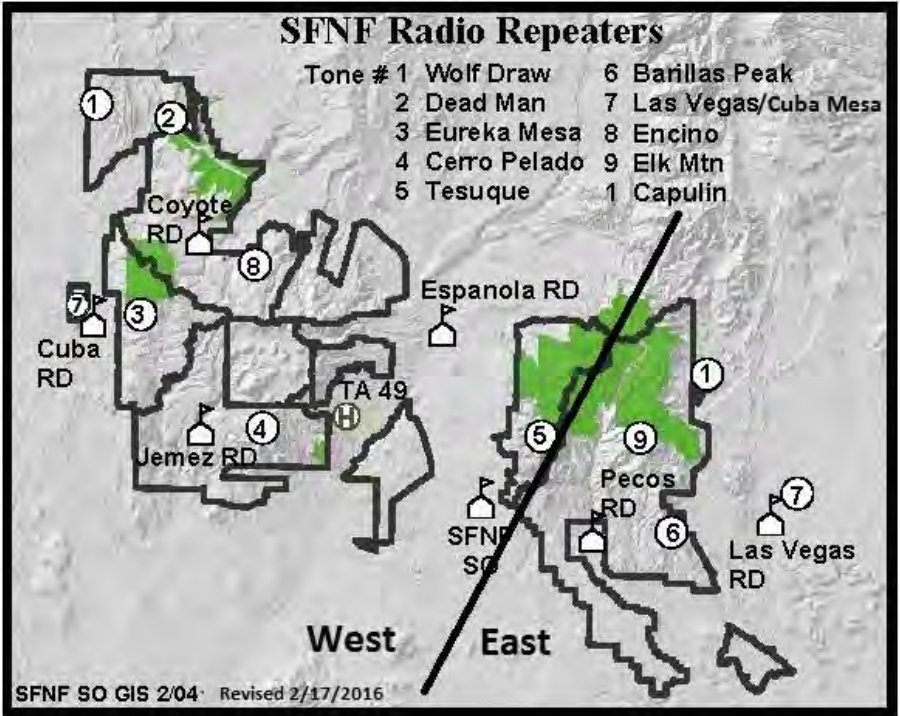 SFNF Radio Repeaters
Tone # 1 Wolf Draw 6 Barillas Peak
2 Dead Man 7 Las Vegas/Cuba Mesa
3 Eureka Mesa 8 Encino
4 Cerro Pelado 9 Elk Mtn
5 Tesuque 1 Capulin
1
2
Coyote
RD
8
7
3
Cuba
RD
Espanola RD
TA 49
H
4
Jemez RD
1
5
9
Pecos
RD
SFNF
SO
6
7
Las Vegas
RD
West
East
SFNF SO GIS 2/04 Revised 2/17/2016